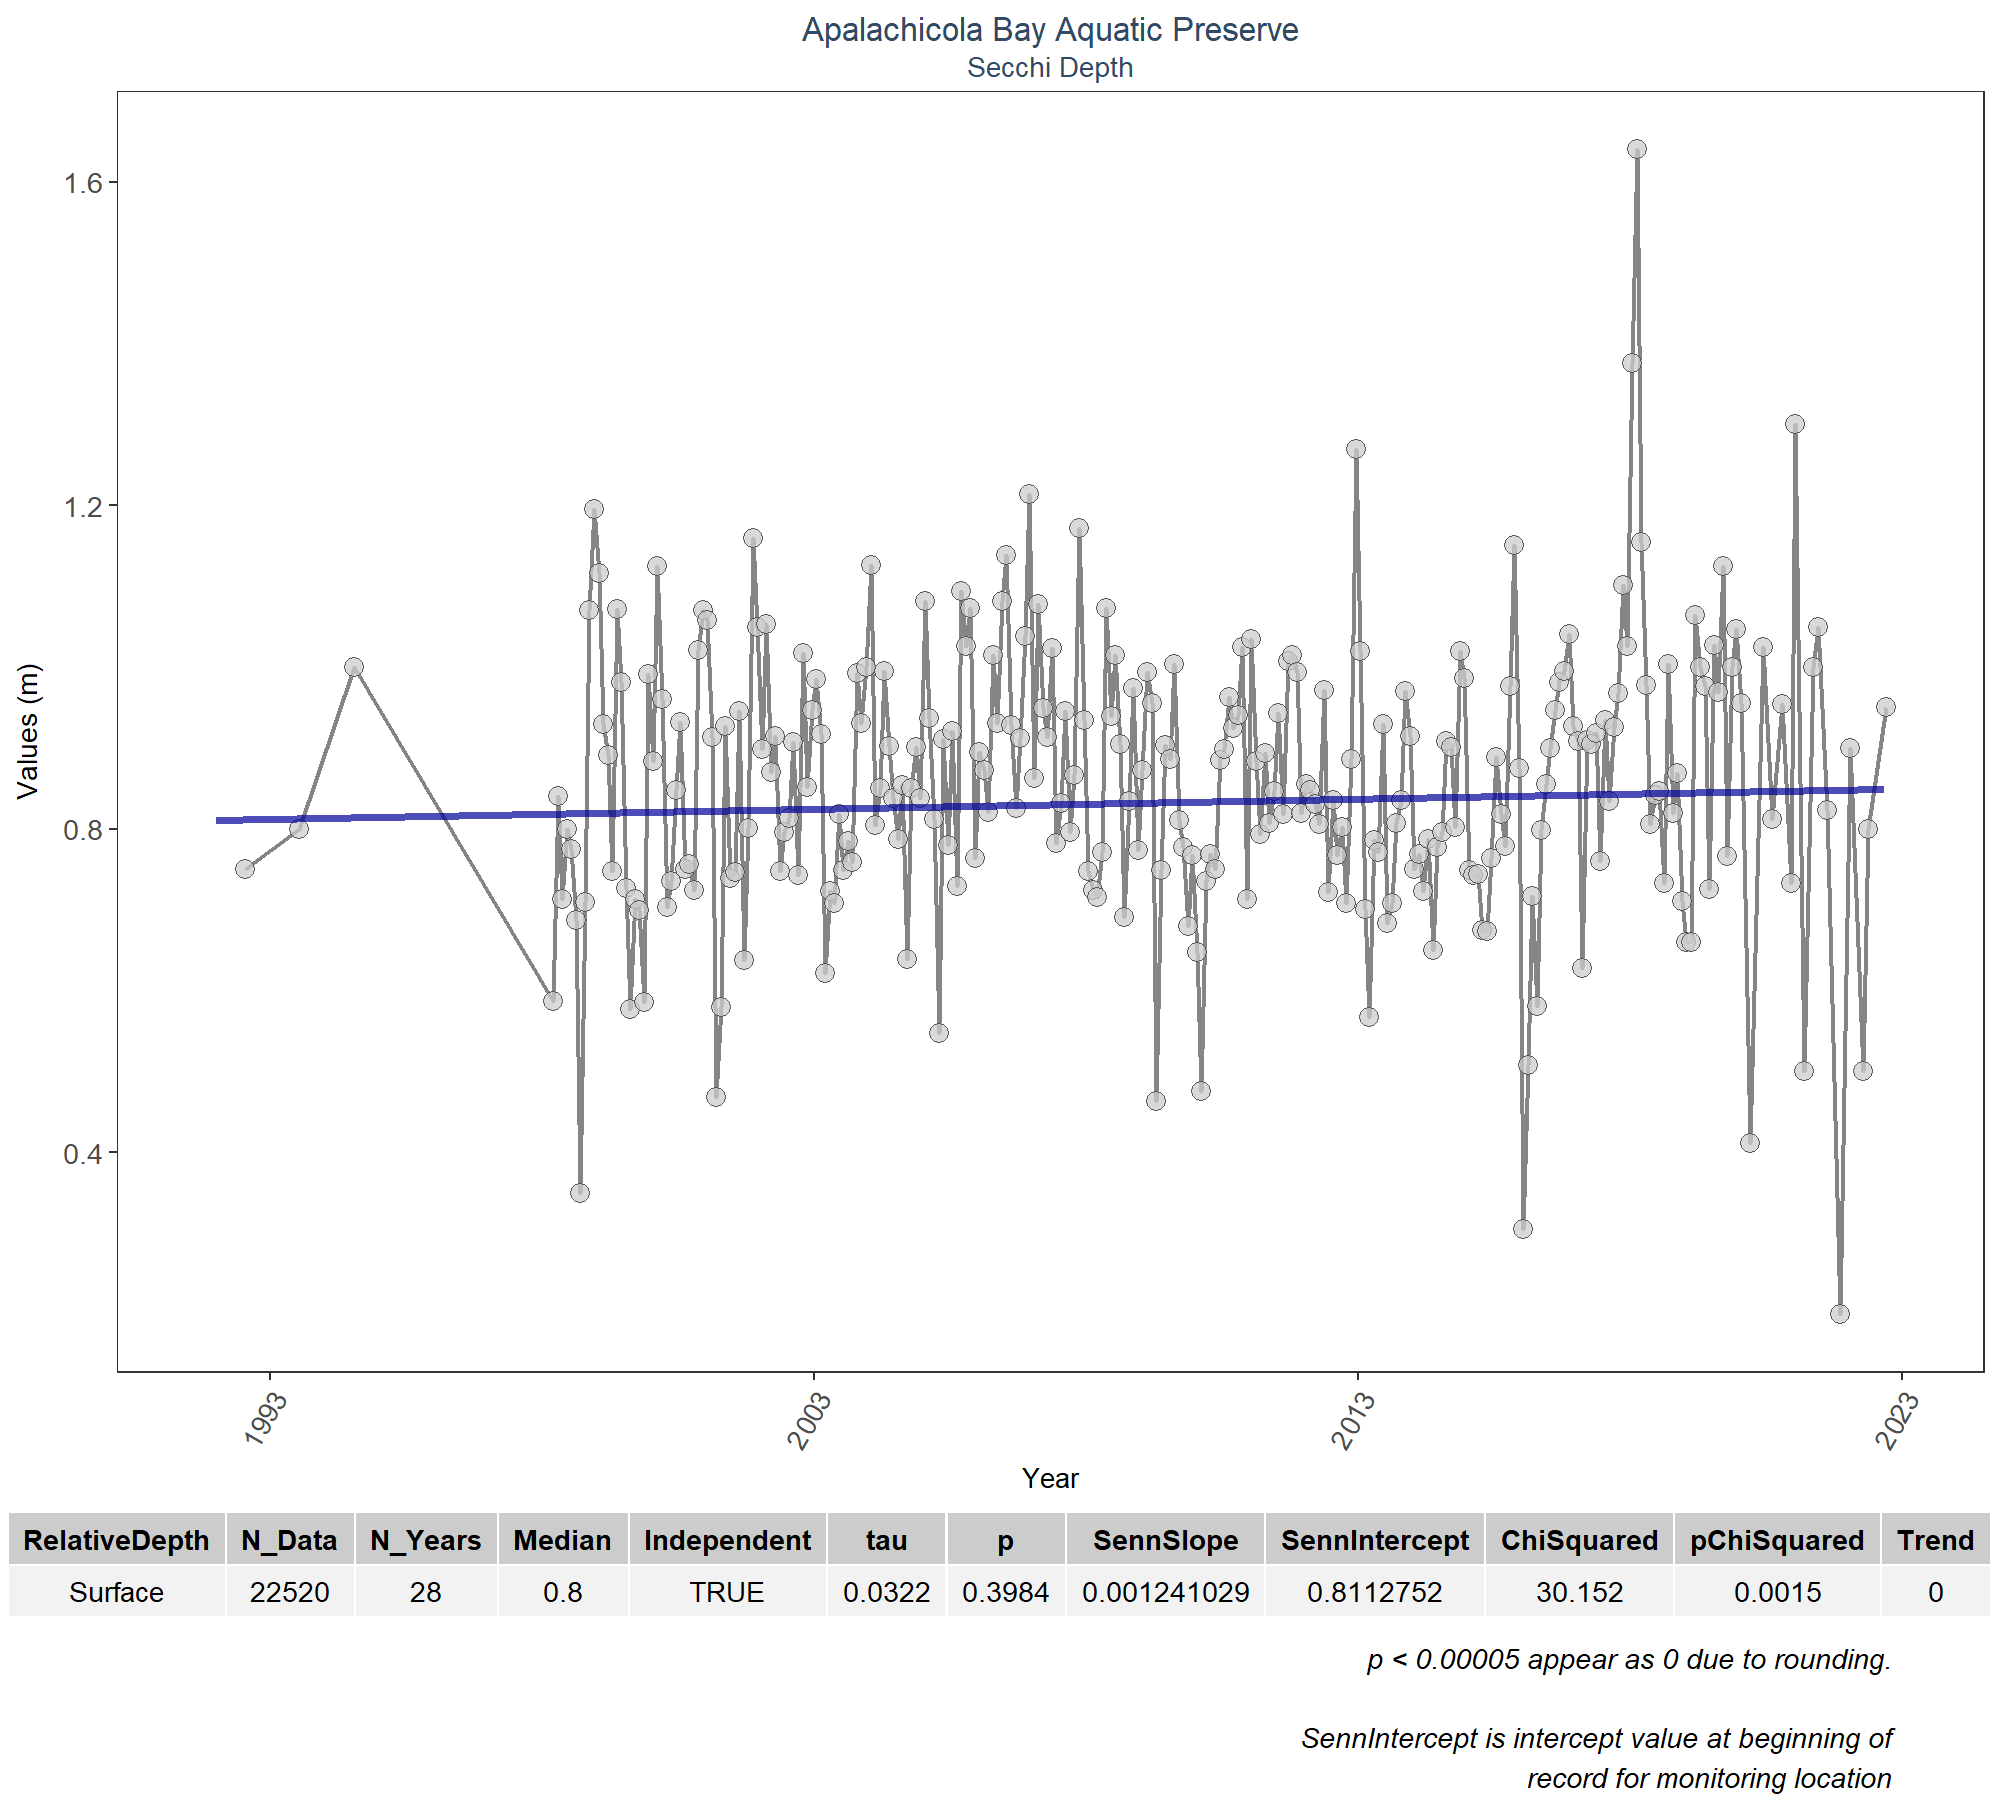 Apalachicola Bay Aquatic Preserve
Secchi Depth
Values (m)
1.6
1.2
0.8
0.4
1993 2003 2013 2023
Year
RelativeDepth N_Data N_Years Median Independent tau p SennSlope SennIntercept ChiSquared pChiSquared Trend
Surface 22520 28 0.8 TRUE 0.0322 0.3984 0.001241029 0.8112752 30.152 0.0015 0
p < 0.00005 appear as 0 due to rounding.
SennIntercept is intercept value at beginning of
record for monitoring location